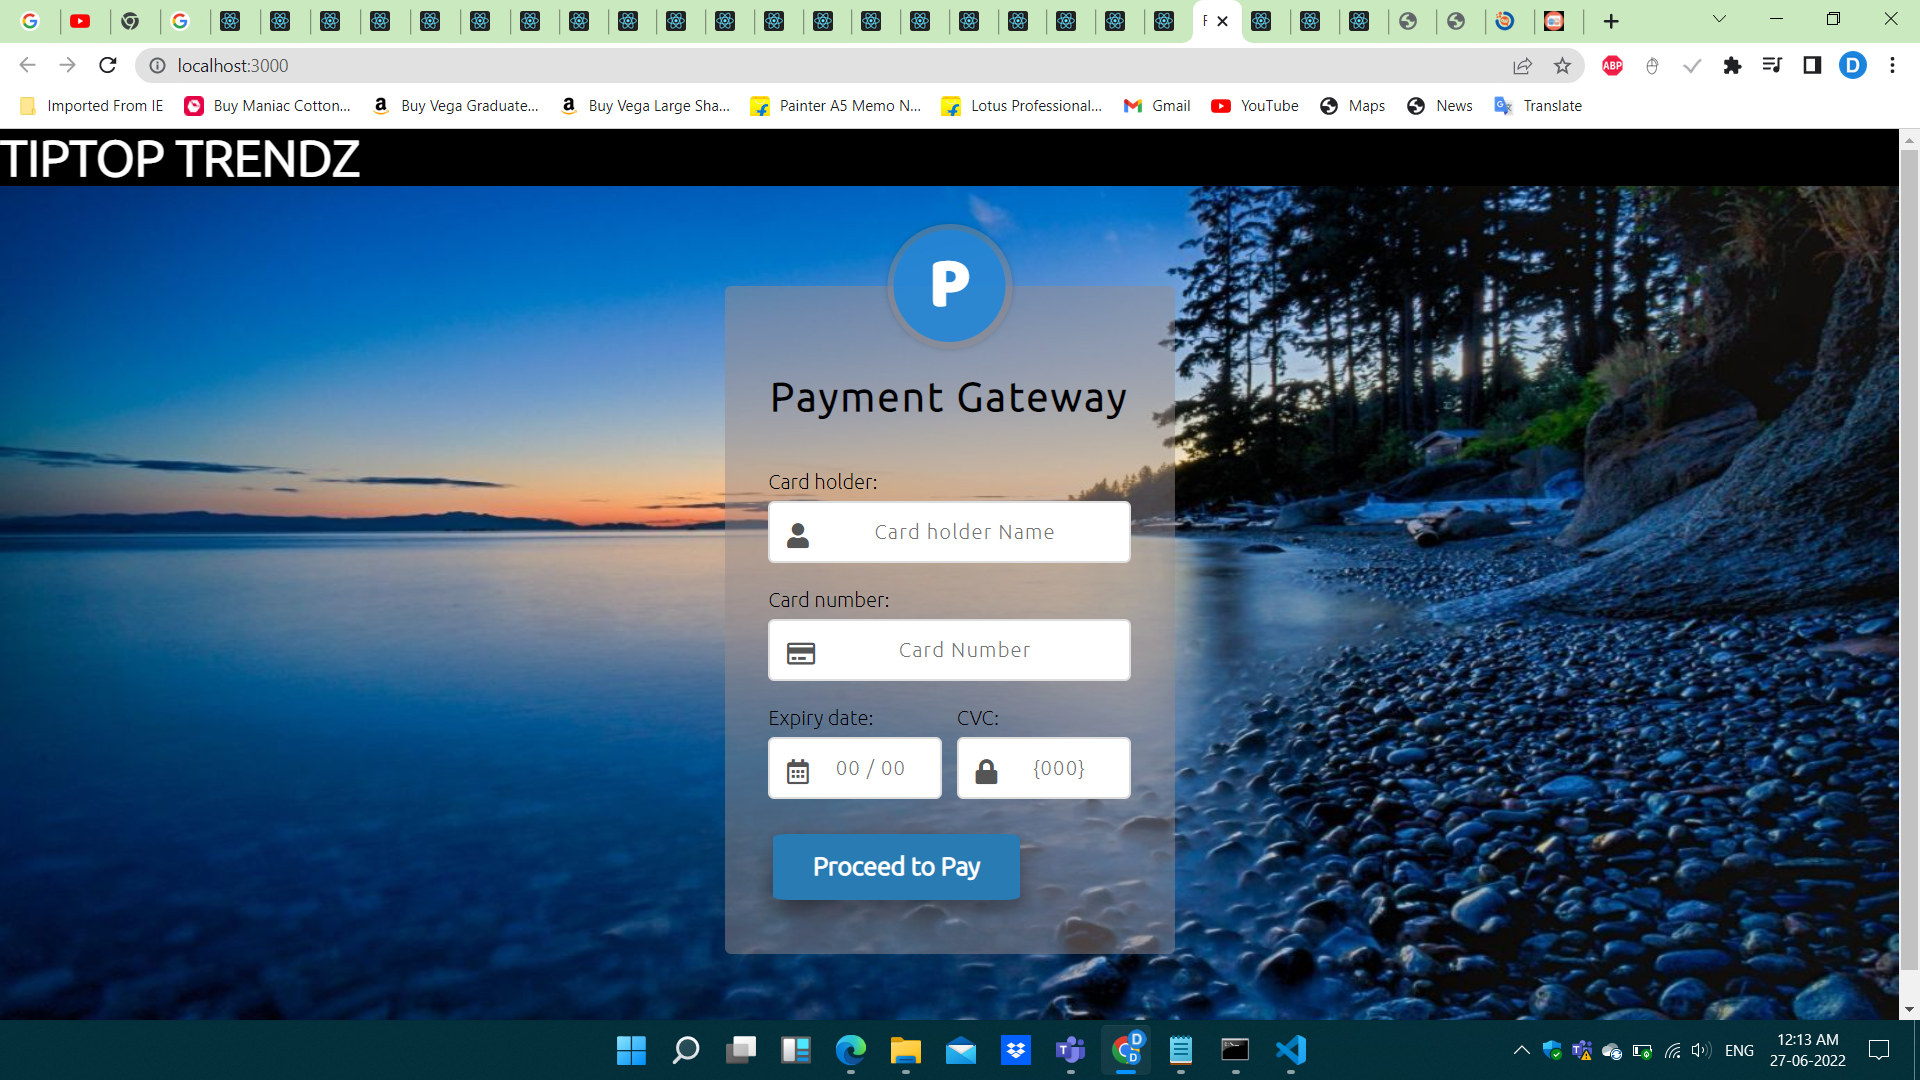 P
localhost:3000
ABP
D
Imported From IE
Buy Maniac Cotton...
Buy Vega Graduate...
Buy Vega Large Sha...
Painter A5 Memo N...
Lotus Professional...
Gmail
YouTube
Maps
News
Translate
TIPTOP TRENDZ
P
Payment Gateway
Card holder:
Card holder Name
Card number:
Card Number
Expiry date: CVC:
00 / 00 {000}
Proceed to Pay
D
D
ENG
12:13 AM
27-06-2022